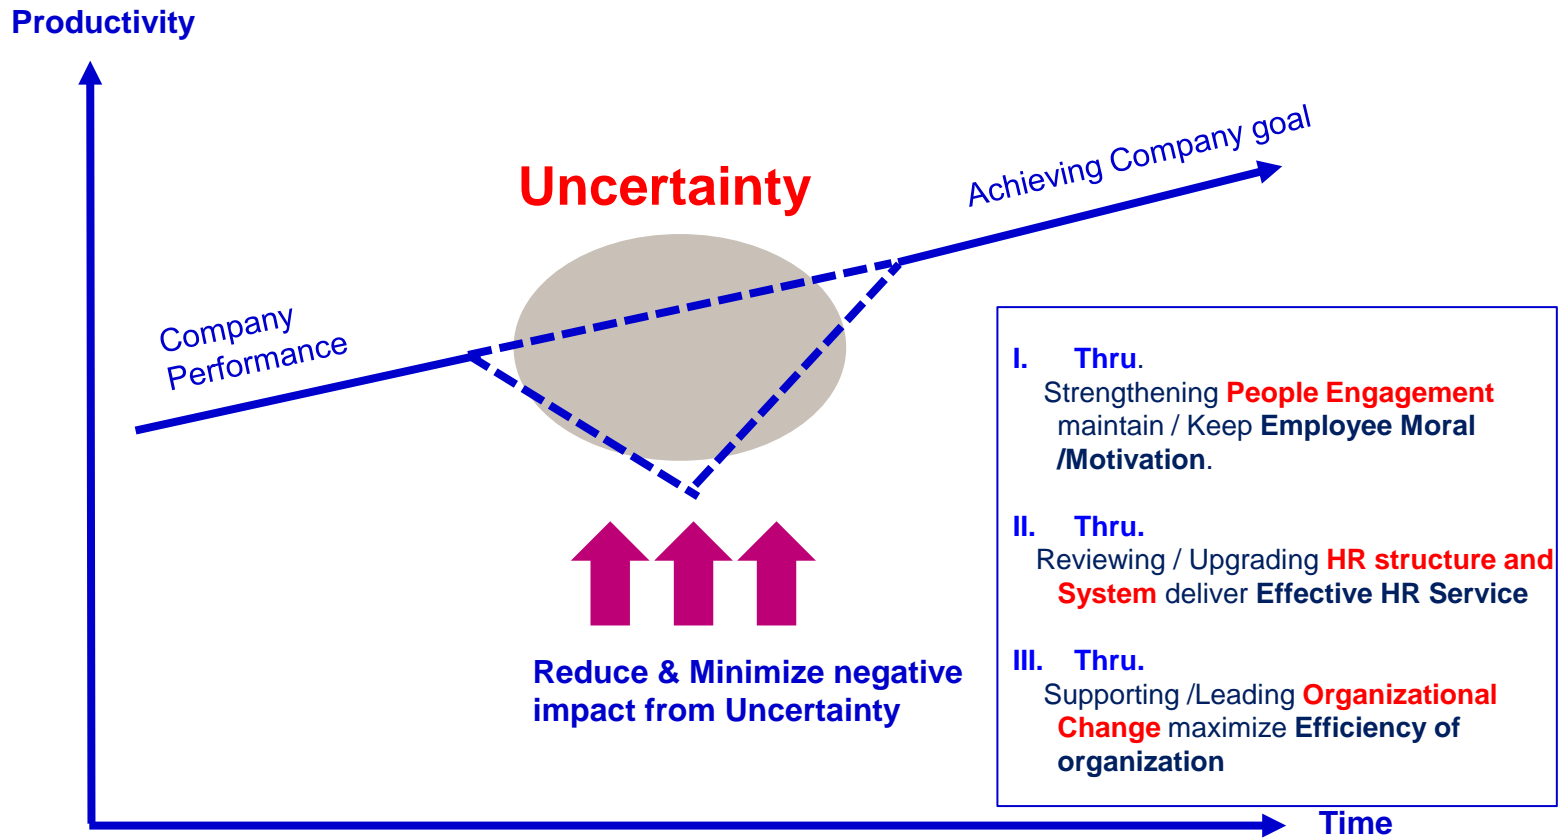 Productivity
Achieving Company goal
Uncertainty
Company
Performance
I. Thru.
Strengthening People Engagement
maintain / Keep Employee Moral
/Motivation.
II. Thru.
Reviewing / Upgrading HR structure and
System deliver Effective HR Service
III. Thru.
Supporting /Leading Organizational
Change maximize Efficiency of
organization
Reduce & Minimize negative
impact from Uncertainty
Time